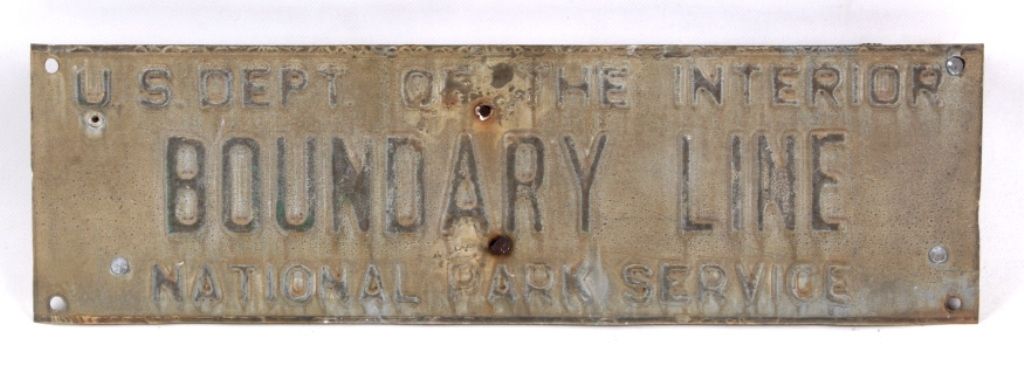 U.S. DEPT. OF THE INTERIOR
BOUNDARY LINE
NATIONAL PARK SERVICE